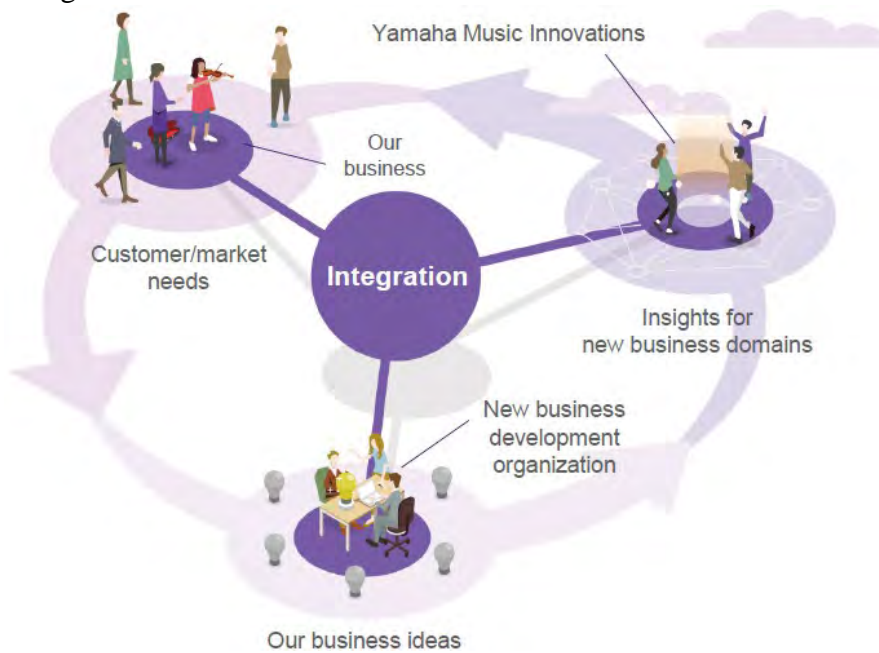 Yamaha Music Innovations
Our
business
Customer/market
needs
Integration
Insights for
new business domains
New business
development
organization
Our business ideas